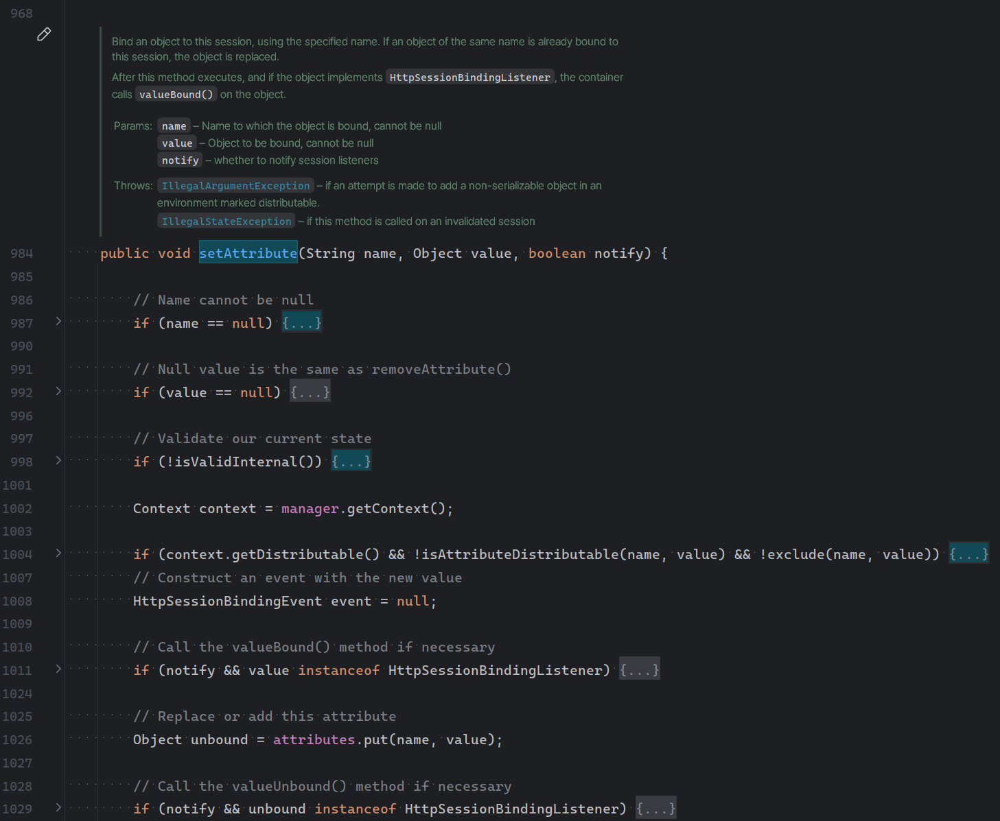 968
Bind an object to this session, using the specified name. If an object of the same name is already bound to
this session, the object is replaced.
After this method executes, and if the object implements HttpSessionBindingListener, the container
calls valueBound() on the object.
Params: name – Name to which the object is bound, cannot be null
value – Object to be bound, cannot be null
notify – whether to notify session listeners
Throws: IllegalArgumentException – if an attempt is made to add a non-serializable object in an
environment marked distributable.
IllegalStateException – if this method is called on an invalidated session
984 public void setAttribute(String name, Object value, boolean notify) {
985
986 // Name cannot be null
987 if (name == null) {...}
990
991 // Null value is the same as removeAttribute()
992 if (value == null) {...}
996
997 // Validate our current state
998 if (!isValidInternal()) {...}
1001
1002 Context context = manager.getContext();
1003
1004 if (context.getDistributable() && !isAttributeDistributable(name, value) && !exclude(name, value)) {...}
1007 // Construct an event with the new value
1008 HttpSessionBindingEvent event = null;
1009
1010 // Call the valueBound() method if necessary
1011 if (notify && value instanceof HttpSessionBindingListener) {...}
1024
1025 // Replace or add this attribute
1026 Object unbound = attributes.put(name, value);
1027
1028 // Call the valueUnbound() method if necessary
1029 if (notify && unbound instanceof HttpSessionBindingListener) {...}